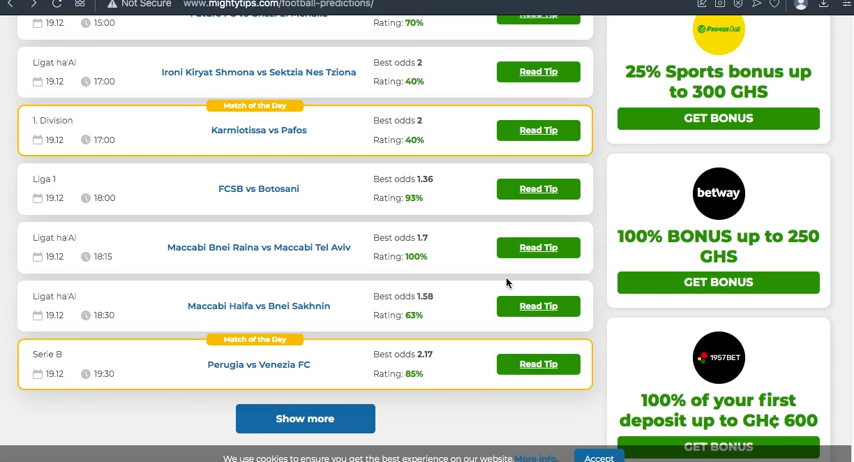 Not Secure www.mightytips.com/football-predictions/
19.12 15:00 Rating: 70% Read Tip
Ligat ha'Al Best odds 2
Ironi Kiryat Shmona vs Sektzia Nes Tziona Read Tip
19.12 17:00 Rating: 40%
Match of the Day
1. Division Best odds 2
Karmiotissa vs Pafos Read Tip
19.12 17:00 Rating: 40%
Liga 1 Best odds 1.36
FCSB vs Botosani Read Tip
19.12 18:00 Rating: 93%
Ligat ha'Al Best odds 1.7
Maccabi Bnei Raina vs Maccabi Tel Aviv Read Tip
19.12 18:15 Rating: 100%
Ligat ha'Al Best odds 1.58
Maccabi Haifa vs Bnei Sakhnin Read Tip
19.12 18:30 Rating: 63%
Match of the Day
Serie B Best odds 2.17
Perugia vs Venezia FC Read Tip
19.12 19:30 Rating: 85%
Show more
PREMIERBET
25% Sports bonus up
to 300 GHS
GET BONUS
betway
100% BONUS up to 250
GHS
GET BONUS
1957BET
100% of your first
deposit up to GH¢ 600
GET BONUS
We use cookies to ensure you get the best experience on our website. More info. Accept